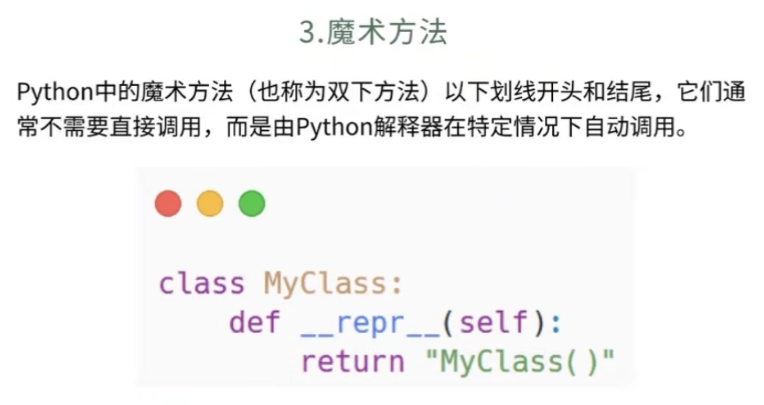 3.魔术方法
Python中的魔术方法（也称为双下方法）以下划线开头和结尾，它们通
常不需要直接调用，而是由Python解释器在特定情况下自动调用。
class MyClass:
    def __repr__(self):
        return "MyClass()"